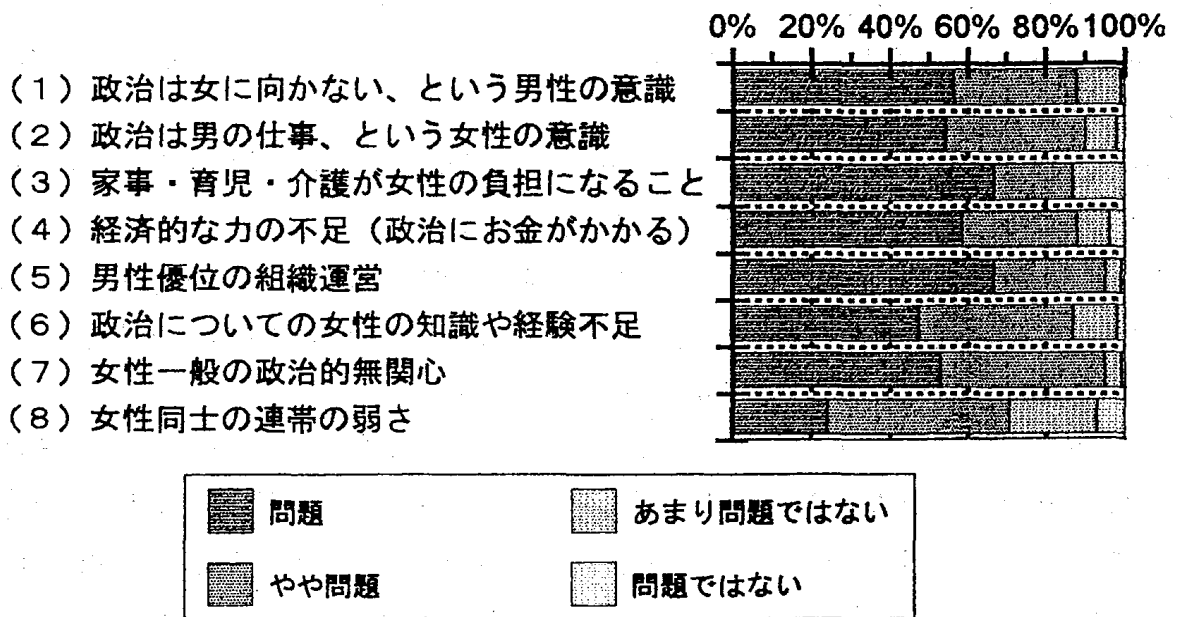 0% 20% 40% 60% 80%100%
（1）政治は女に向かない、という男性の意識
（2）政治は男の仕事、という女性の意識
（3）家事・育児・介護が女性の負担になること
（4）経済的な力の不足（政治にお金がかかる）
（5）男性優位の組織運営
（6）政治についての女性の知識や経験不足
（7）女性一般の政治的無関心
（8）女性同士の連帯の弱さ
問題 あまり問題ではない
やや問題 問題ではない